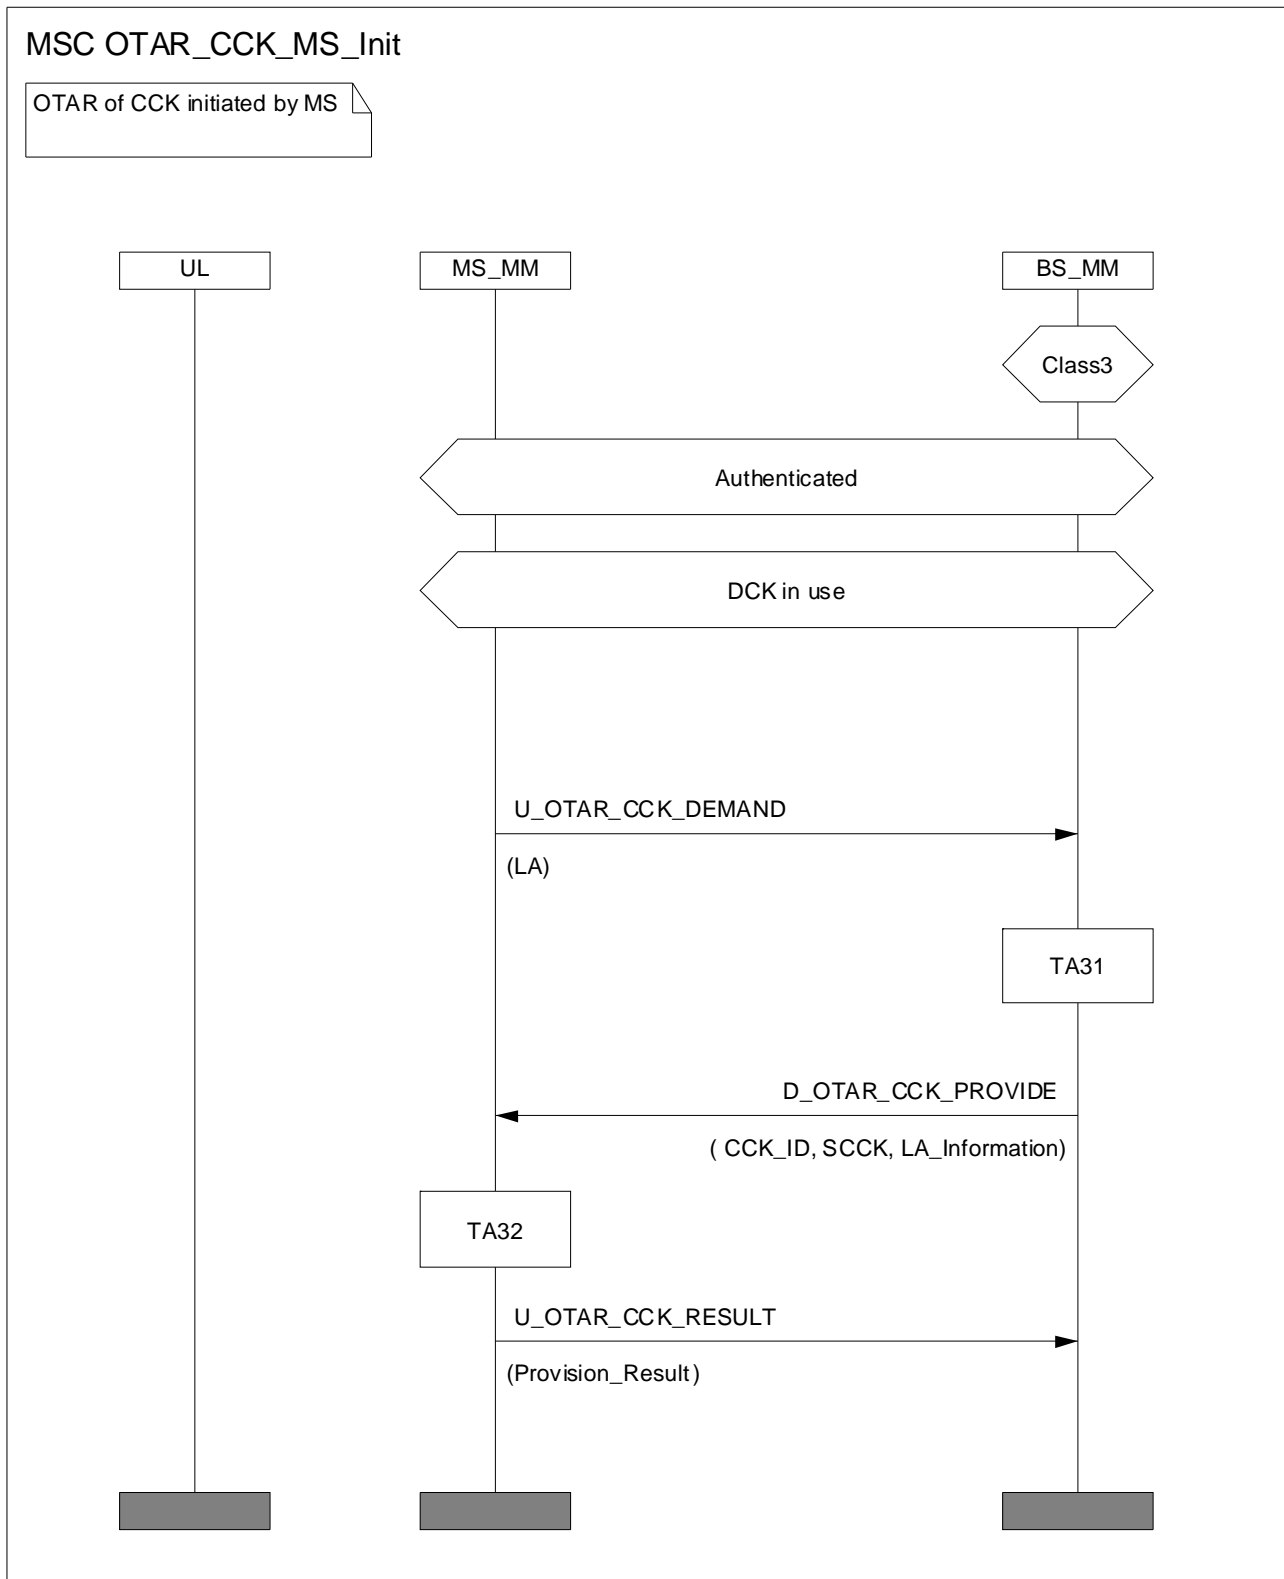 MSC OTAR_CCK_MS_Init
OTAR of CCK initiated by MS
UL
MS_MM
BS_MM
Class3
Authenticated
DCK in use
U_OTAR_CCK_DEMAND
(LA)
TA31
D_OTAR_CCK_PROVIDE
( CCK_ID, SCCK, LA_Information)
TA32
U_OTAR_CCK_RESULT
(Provision_Result)